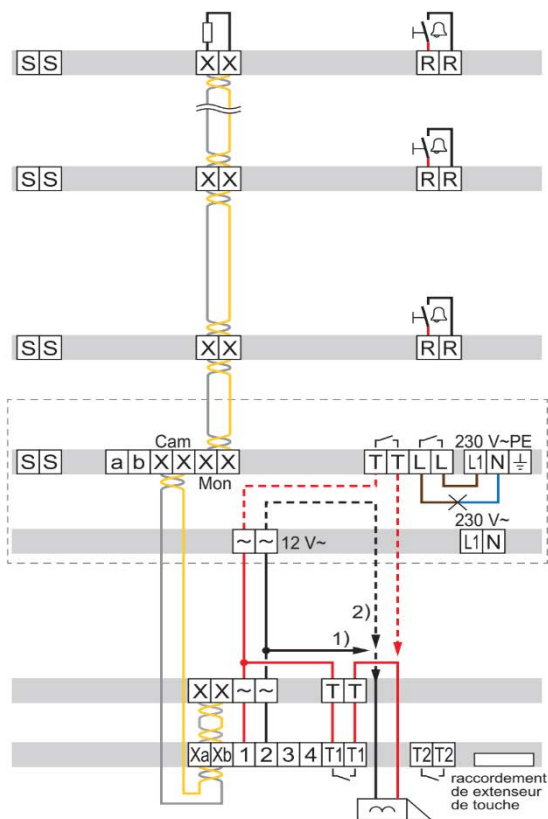 S S X X R R
S S X X R R
S S X X R R
Cam 230 V~PE
S S a b X X X X T T L L L1 N ⏚
Mon
230 V~
~ ~ 12 V~ L1 N
2)
1)
X X ~ ~ T T
Xa Xb 1 2 3 4 T1 T1 T2 T2
raccordement
de extenseur
de touche